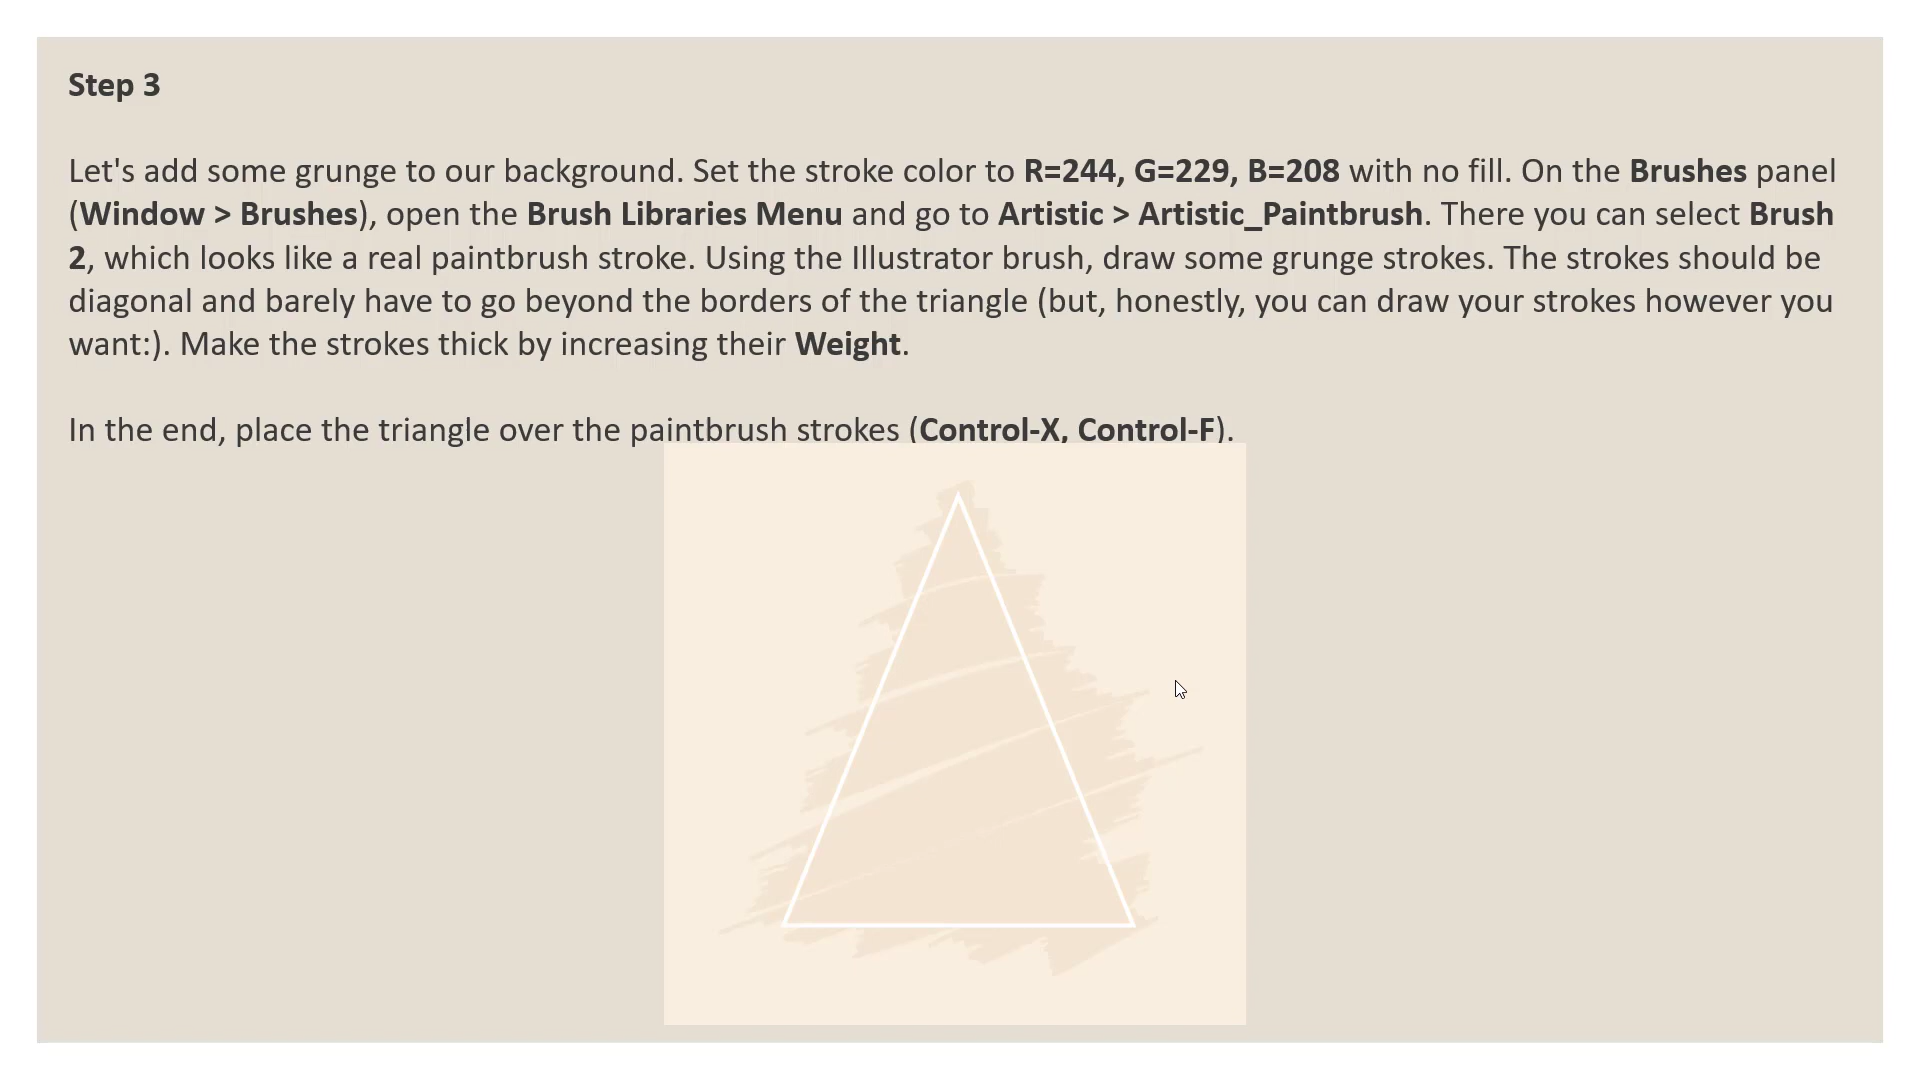 Step 3
Let's add some grunge to our background. Set the stroke color to R=244, G=229, B=208 with no fill. On the Brushes panel
(Window > Brushes), open the Brush Libraries Menu and go to Artistic > Artistic_Paintbrush. There you can select Brush
2, which looks like a real paintbrush stroke. Using the Illustrator brush, draw some grunge strokes. The strokes should be
diagonal and barely have to go beyond the borders of the triangle (but, honestly, you can draw your strokes however you
want:). Make the strokes thick by increasing their Weight.
In the end, place the triangle over the paintbrush strokes (Control-X, Control-F).